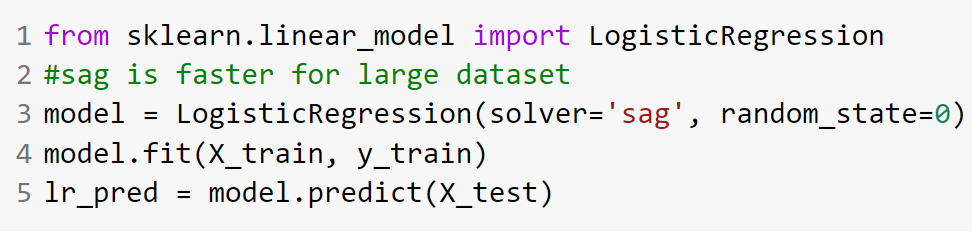 1 from sklearn.linear_model import LogisticRegression
2 #sag is faster for large dataset
3 model = LogisticRegression(solver='sag', random_state=0)
4 model.fit(X_train, y_train)
5 lr_pred = model.predict(X_test)